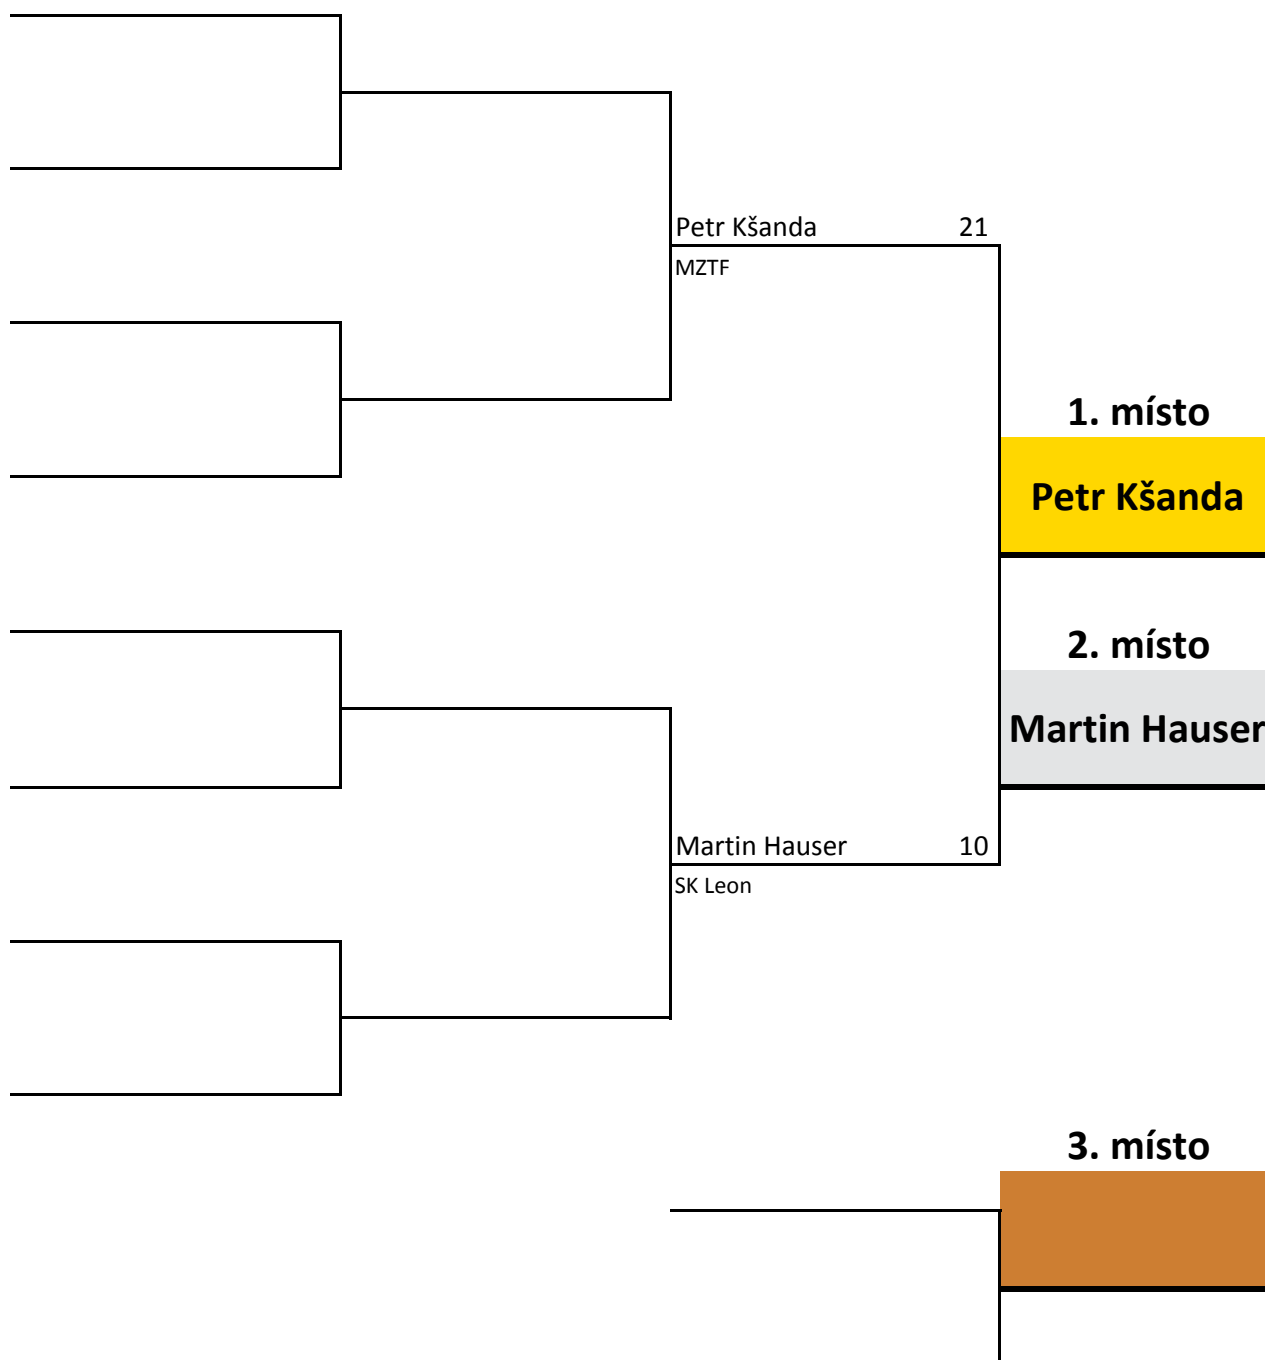 Petr Kšanda 21
MZTF
1. místo
Petr Kšanda
2. místo
Martin Hauser
Martin Hauser 10
SK Leon
3. místo